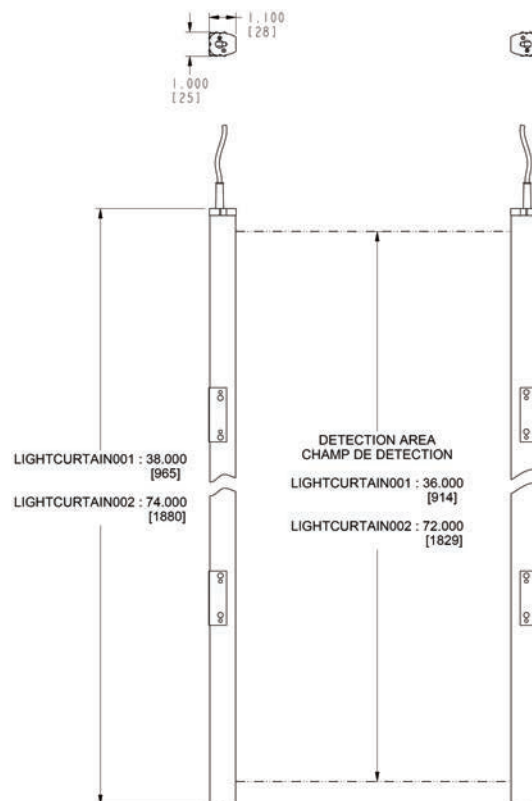 1.100
[28]
1.000
[25]
LIGHTCURTAIN001 : 38.000
[965]
LIGHTCURTAIN002 : 74.000
[1880]
DETECTION AREA
CHAMP DE DETECTION
LIGHTCURTAIN001 : 36.000
[914]
LIGHTCURTAIN002 : 72.000
[1829]